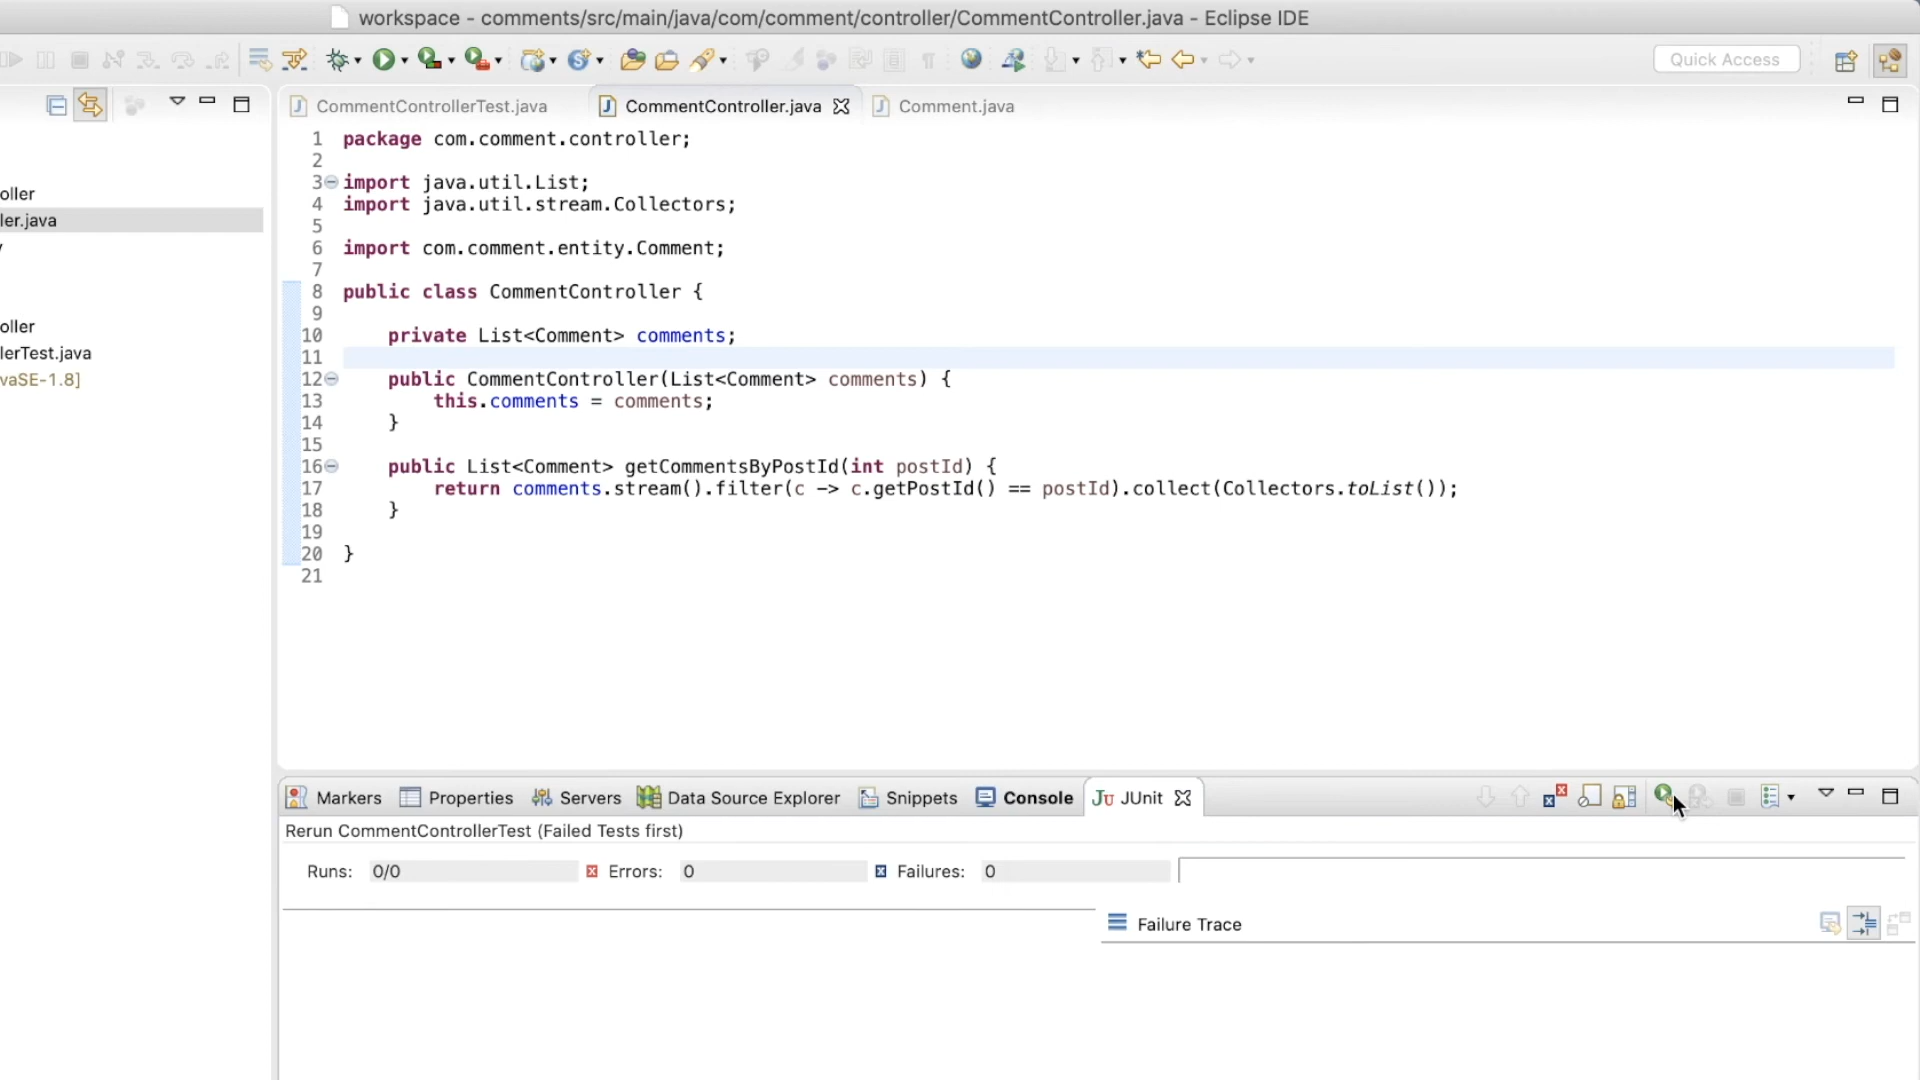 workspace - comments/src/main/java/com/comment/controller/CommentController.java - Eclipse IDE
Quick Access
CommentControllerTest.java
CommentController.java
Comment.java
oller
ler.java
y
oller
lerTest.java
vaSE-1.8]
1 package com.comment.controller;
2
3 import java.util.List;
4 import java.util.stream.Collectors;
5
6 import com.comment.entity.Comment;
7
8 public class CommentController {
9
10 private List<Comment> comments;
11
12 public CommentController(List<Comment> comments) {
13 this.comments = comments;
14 }
15
16 public List<Comment> getCommentsByPostId(int postId) {
17 return comments.stream().filter(c -> c.getPostId() == postId).collect(Collectors.toList());
18 }
19
20 }
21
Markers Properties Servers Data Source Explorer Snippets Console Ju JUnit
Rerun CommentControllerTest (Failed Tests first)
Runs: 0/0 Errors: 0 Failures: 0
Failure Trace